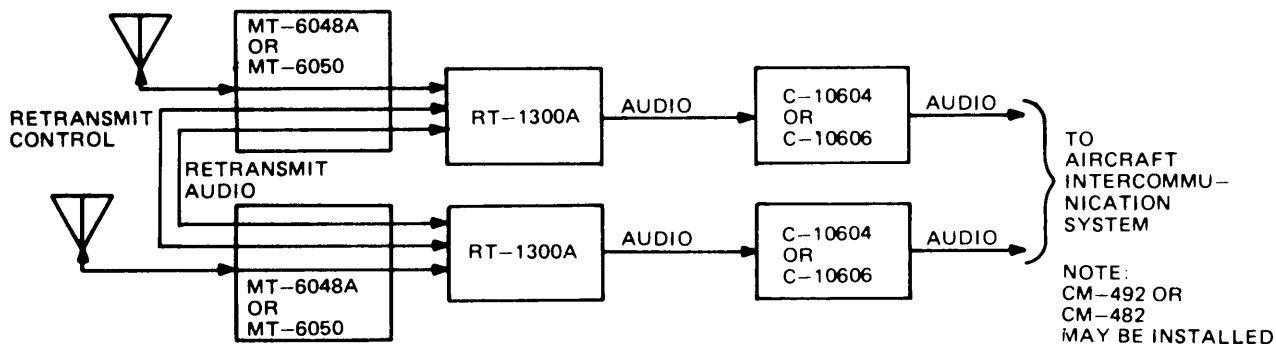 MT-6048A
OR
MT-6050
RETRANSMIT
CONTROL
RT-1300A
AUDIO
C-10604
OR
C-10606
AUDIO
RETRANSMIT
AUDIO
MT-6048A
OR
MT-6050
RT-1300A
AUDIO
C-10604
OR
C-10606
AUDIO
TO
AIRCRAFT
INTERCOMMU-
NICATION
SYSTEM
NOTE:
CM-492 OR
CM-482
MAY BE INSTALLED